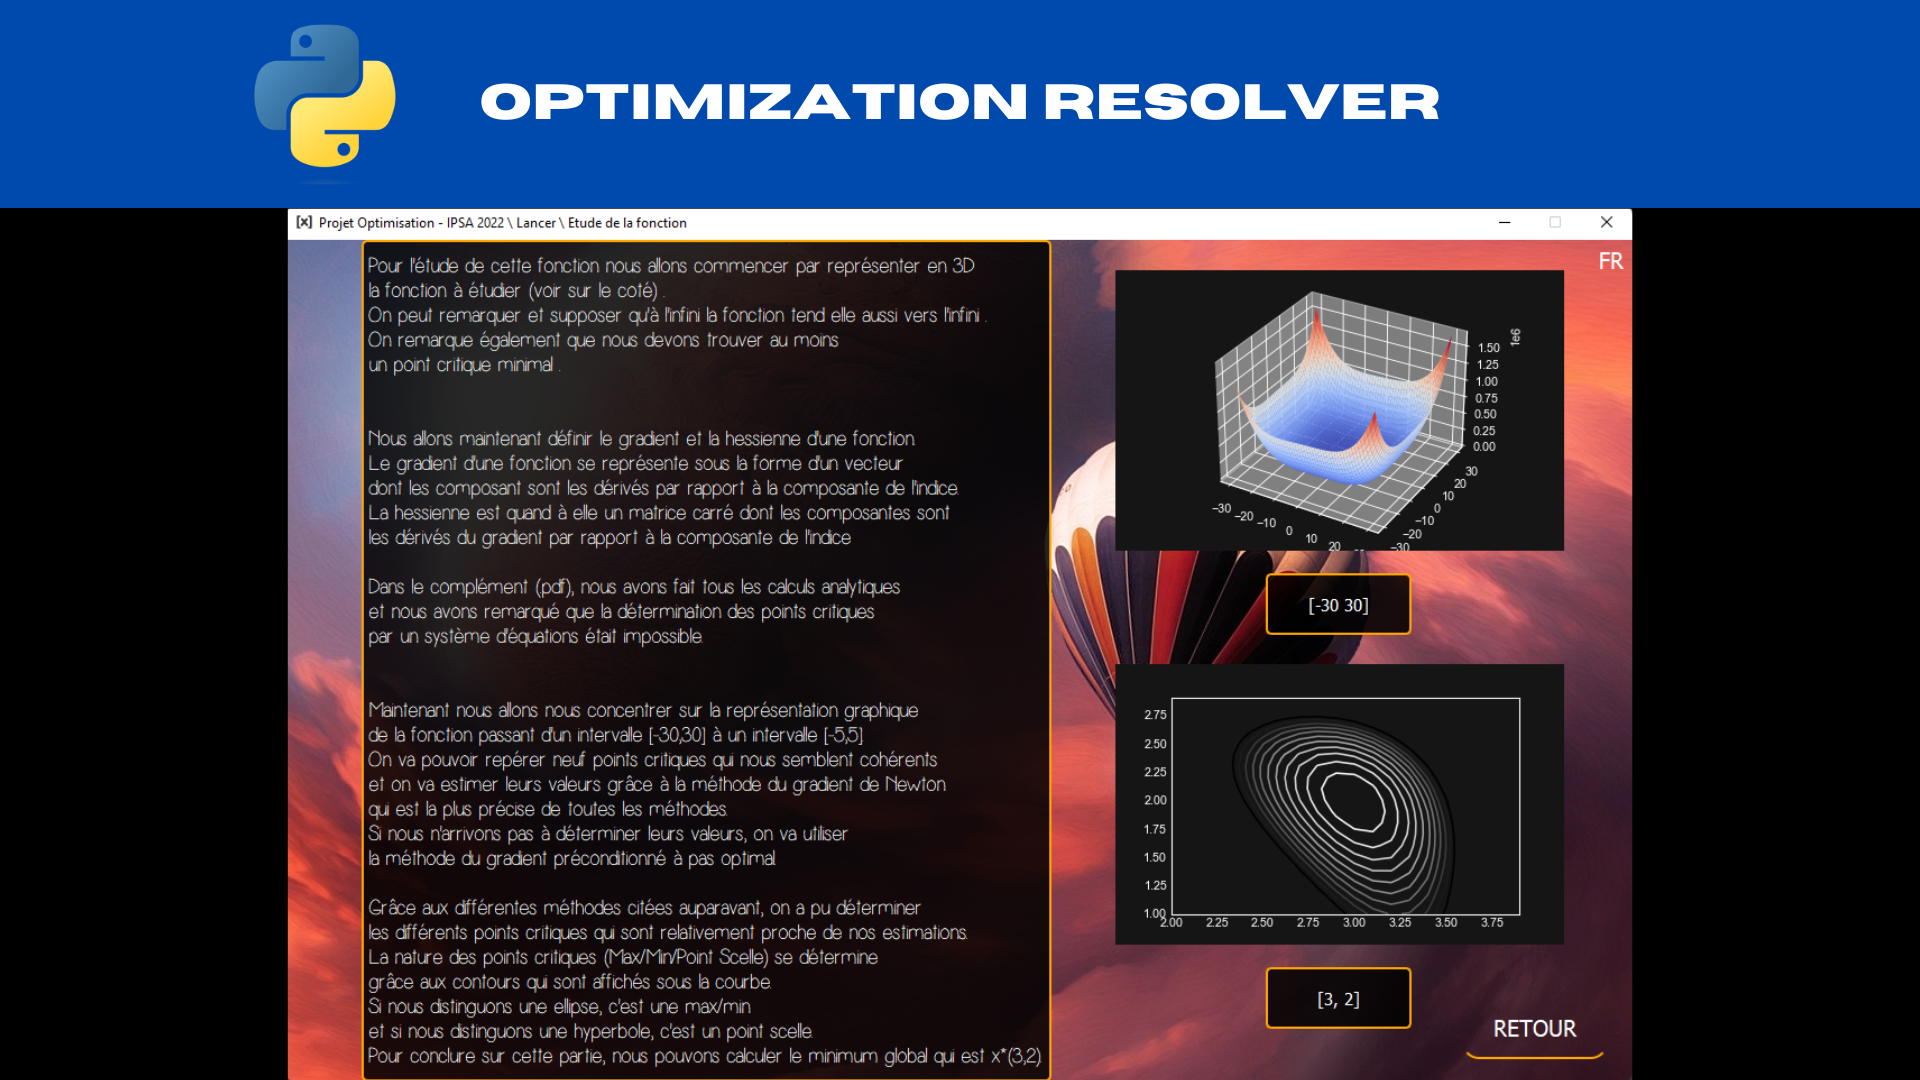 OPTIMIZATION RESOLVER
[x] Projet Optimisation - IPSA 2022 \ Lancer \ Etude de la fonction
FR
Pour l'étude de cette fonction nous allons commencer par représenter en 3D
la fonction à étudier (voir sur le coté) .
On peut remarquer et supposer qu'à l'infini la fonction tend elle aussi vers l'infini .
On remarque également que nous devons trouver au moins
un point critique minimal .
Nous allons maintenant définir le gradient et la hessienne d'une fonction.
Le gradient d'une fonction se représente sous la forme d'un vecteur
dont les composant sont les dérivés par rapport à la composante de l'indice.
La hessienne est quand à elle un matrice carré dont les composantes sont
les dérivés du gradient par rapport à la composante de l'indice
Dans le complément (pdf), nous avons fait tous les calculs analytiques
et nous avons remarqué que la détermination des points critiques
par un système d'équations était impossible.
Maintenant nous allons nous concentrer sur la représentation graphique
de la fonction passant d'un intervalle [-30,30] à un intervalle [-5,5]
On va pouvoir repérer neuf points critiques qui nous semblent cohérents
et on va estimer leurs valeurs grâce à la méthode du gradient de Newton
qui est la plus précise de toutes les méthodes.
Si nous n'arrivons pas à déterminer leurs valeurs, on va utiliser
la méthode du gradient préconditionné à pas optimal.
Grâce aux différentes méthodes citées auparavant, on a pu déterminer
les différents points critiques qui sont relativement proche de nos estimations.
La nature des points critiques (Max/Min/Point Scelle) se détermine
grâce aux contours qui sont affichés sous la courbe.
Si nous distinguons une ellipse, c'est une max/min
et si nous distinguons une hyperbole, c'est un point scelle.
Pour conclure sur cette partie, nous pouvons calculer le minimum global qui est x*(3,2).
1e6
1.50
1.25
1.00
0.75
0.50
0.25
0.00
30
20
10
0
−10
−20
−30
−30
−20
−10
0
10
20
[-30 30]
2.75
2.50
2.25
2.00
1.75
1.50
1.25
1.00
2.00 2.25 2.50 2.75 3.00 3.25 3.50 3.75
[3, 2]
RETOUR